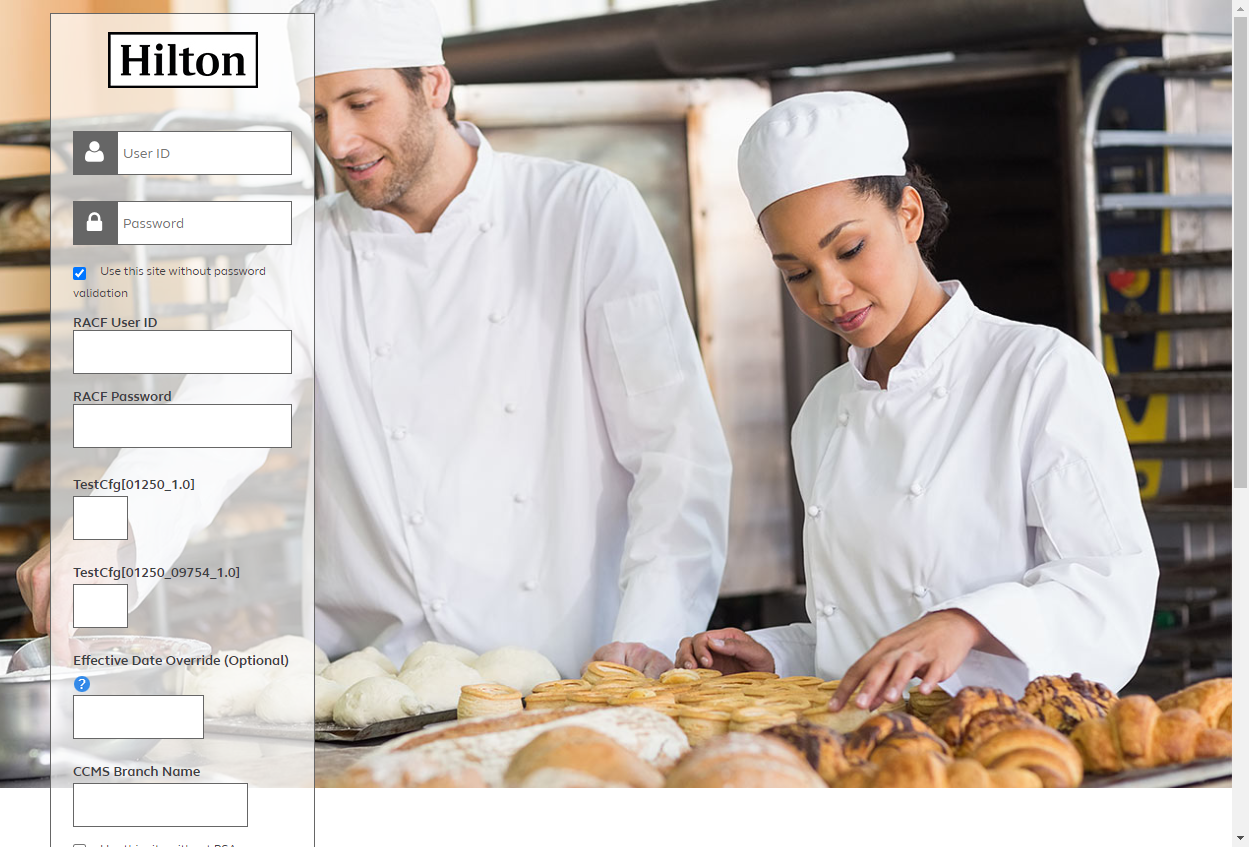 Hilton
User ID
Password
Use this site without password
validation
RACF User ID
RACF Password
TestCfg[01250_1.0]
TestCfg[01250_09754_1.0]
Effective Date Override (Optional)
?
CCMS Branch Name